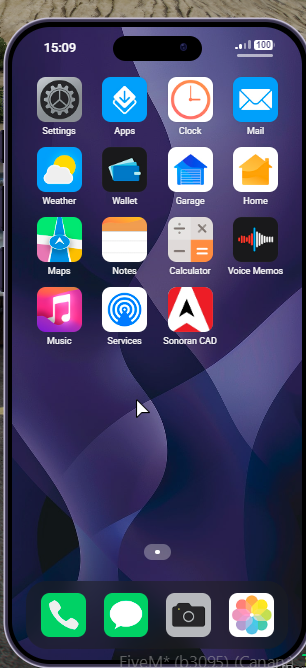 15:09
100
Settings
Apps
Clock
Mail
Weather
Wallet
Garage
Home
Maps
Notes
Calculator
Voice Memos
Music
Services
Sonoran CAD
FiveM* (b3095) (Canar